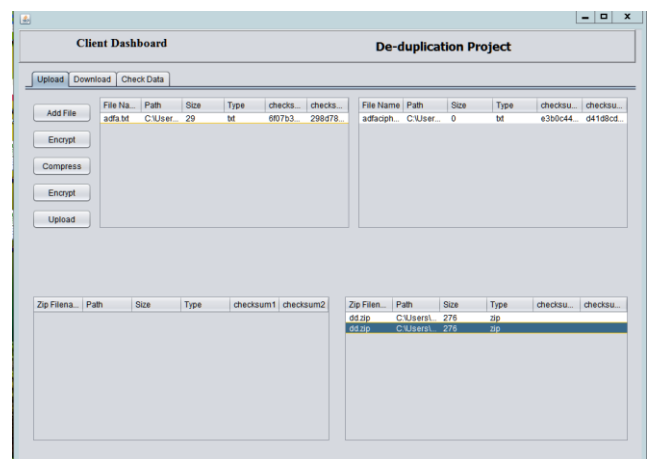 Client Dashboard De-duplication Project
Upload Download Check Data
Add File
Encrypt
Compress
Encrypt
Upload
File Na... Path Size Type checks... checks...
adfa.txt C:\User... 29 txt 6f07b3... 298d78...
File Name Path Size Type checksu... checksu...
adfaciph... C:\User... 0 txt e3b0c44... d41d8cd...
Zip Filena... Path Size Type checksum1 checksum2
Zip Filen... Path Size Type checksu... checksu...
dd.zip C:\Users\... 276 zip
dd.zip C:\Users\... 276 zip